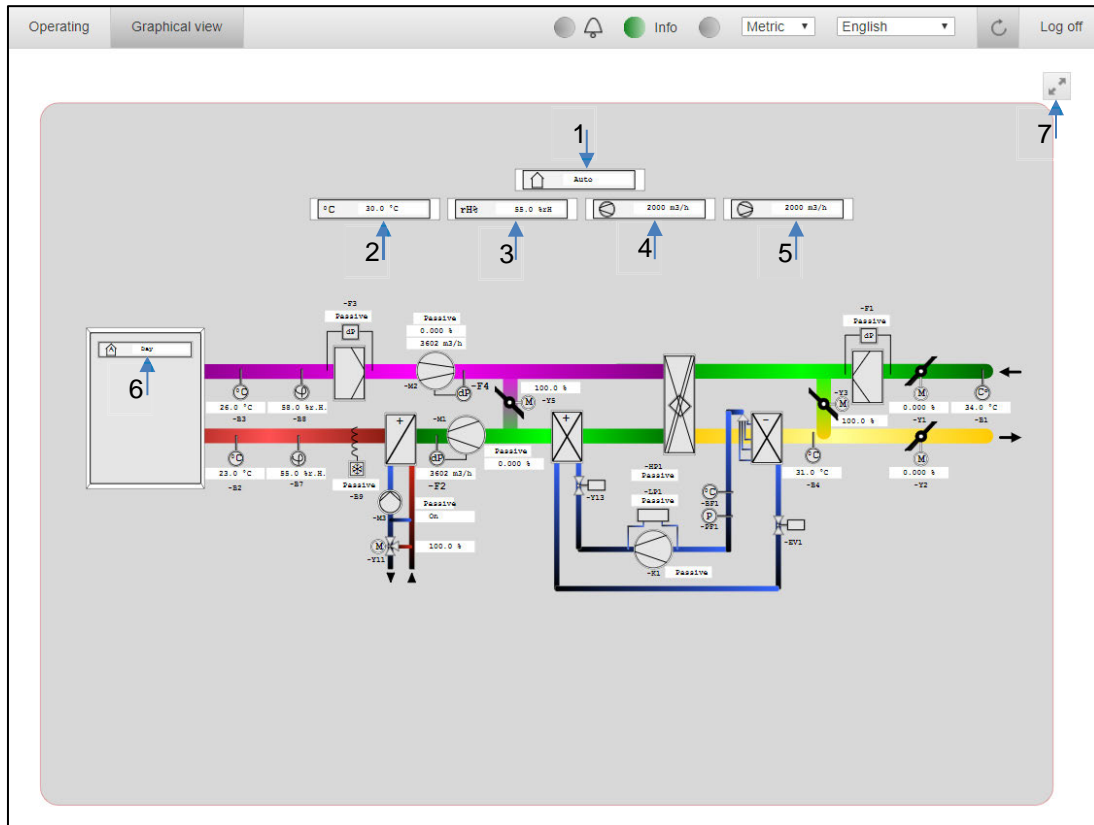 Operating Graphical view Info Metric English Log off
7
1
Auto
°C 30.0 °C rH% 55.0 %rH 2000 m3/h 2000 m3/h
2 3 4 5
-F3 Passive -F1
Passive 0.000 % Passive
dP 3602 m3/h dP
Day
6
-M2 dP -F4 100.0 % -Y3
°C M -Y5 M M C°
26.0 °C 58.0 %r.H. 100.0 % 0.000 % 34.0 °C
-B3 -B8 -M1 -Y1 -B1
+ + -
Passive
°C dP 0.000 % °C M
23.0 °C 55.0 %r.H. 3602 m3/h -HP1 31.0 °C 0.000 %
-B2 -B7 Passive -F2 Passive -B4 -Y2
-B9 -LP1
Passive Passive °C
-M3 On -Y13 -BF1
P
-PF1
M 100.0 % -EV1
-Y11
-K1 Passive